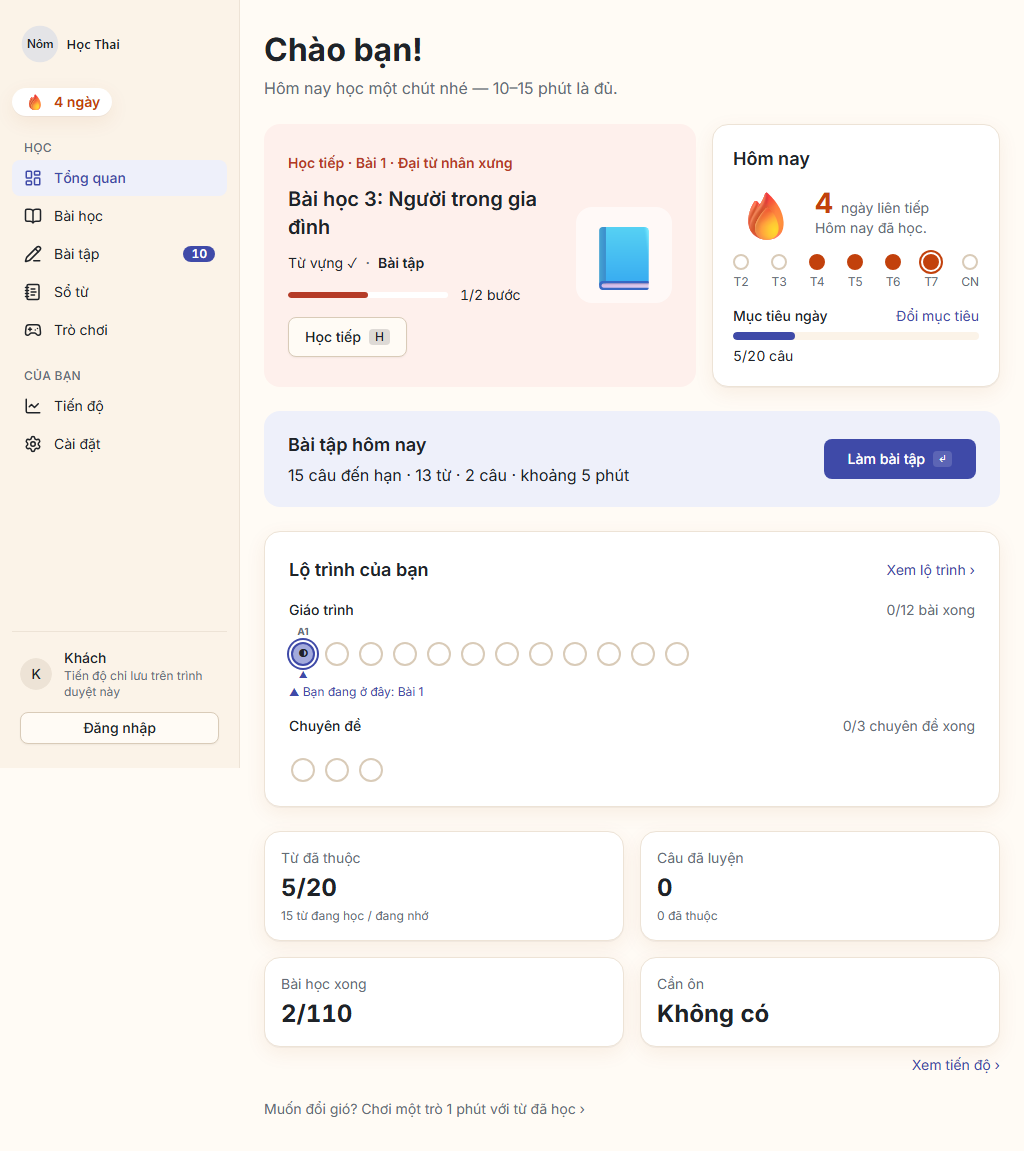 Nôm Học Thai
4 ngày
HỌC
Tổng quan
Bài học
Bài tập 10
Sổ từ
Trò chơi
CỦA BẠN
Tiến độ
Cài đặt
K
Khách
Tiến độ chỉ lưu trên trình
duyệt này
Đăng nhập
Chào bạn!
Hôm nay học một chút nhé — 10–15 phút là đủ.
Học tiếp · Bài 1 · Đại từ nhân xưng
Bài học 3: Người trong gia
đình
Từ vựng ✓ · Bài tập
1/2 bước
Học tiếp H
Hôm nay
4 ngày liên tiếp
Hôm nay đã học.
T2 T3 T4 T5 T6 T7 CN
Mục tiêu ngày Đổi mục tiêu
5/20 câu
Bài tập hôm nay
15 câu đến hạn · 13 từ · 2 câu · khoảng 5 phút
Làm bài tập ↵
Lộ trình của bạn Xem lộ trình ›
Giáo trình 0/12 bài xong
A1
▲ Bạn đang ở đây: Bài 1
Chuyên đề 0/3 chuyên đề xong
Từ đã thuộc
5/20
15 từ đang học / đang nhớ
Câu đã luyện
0
0 đã thuộc
Bài học xong
2/110
Cần ôn
Không có
Xem tiến độ ›
Muốn đổi gió? Chơi một trò 1 phút với từ đã học ›